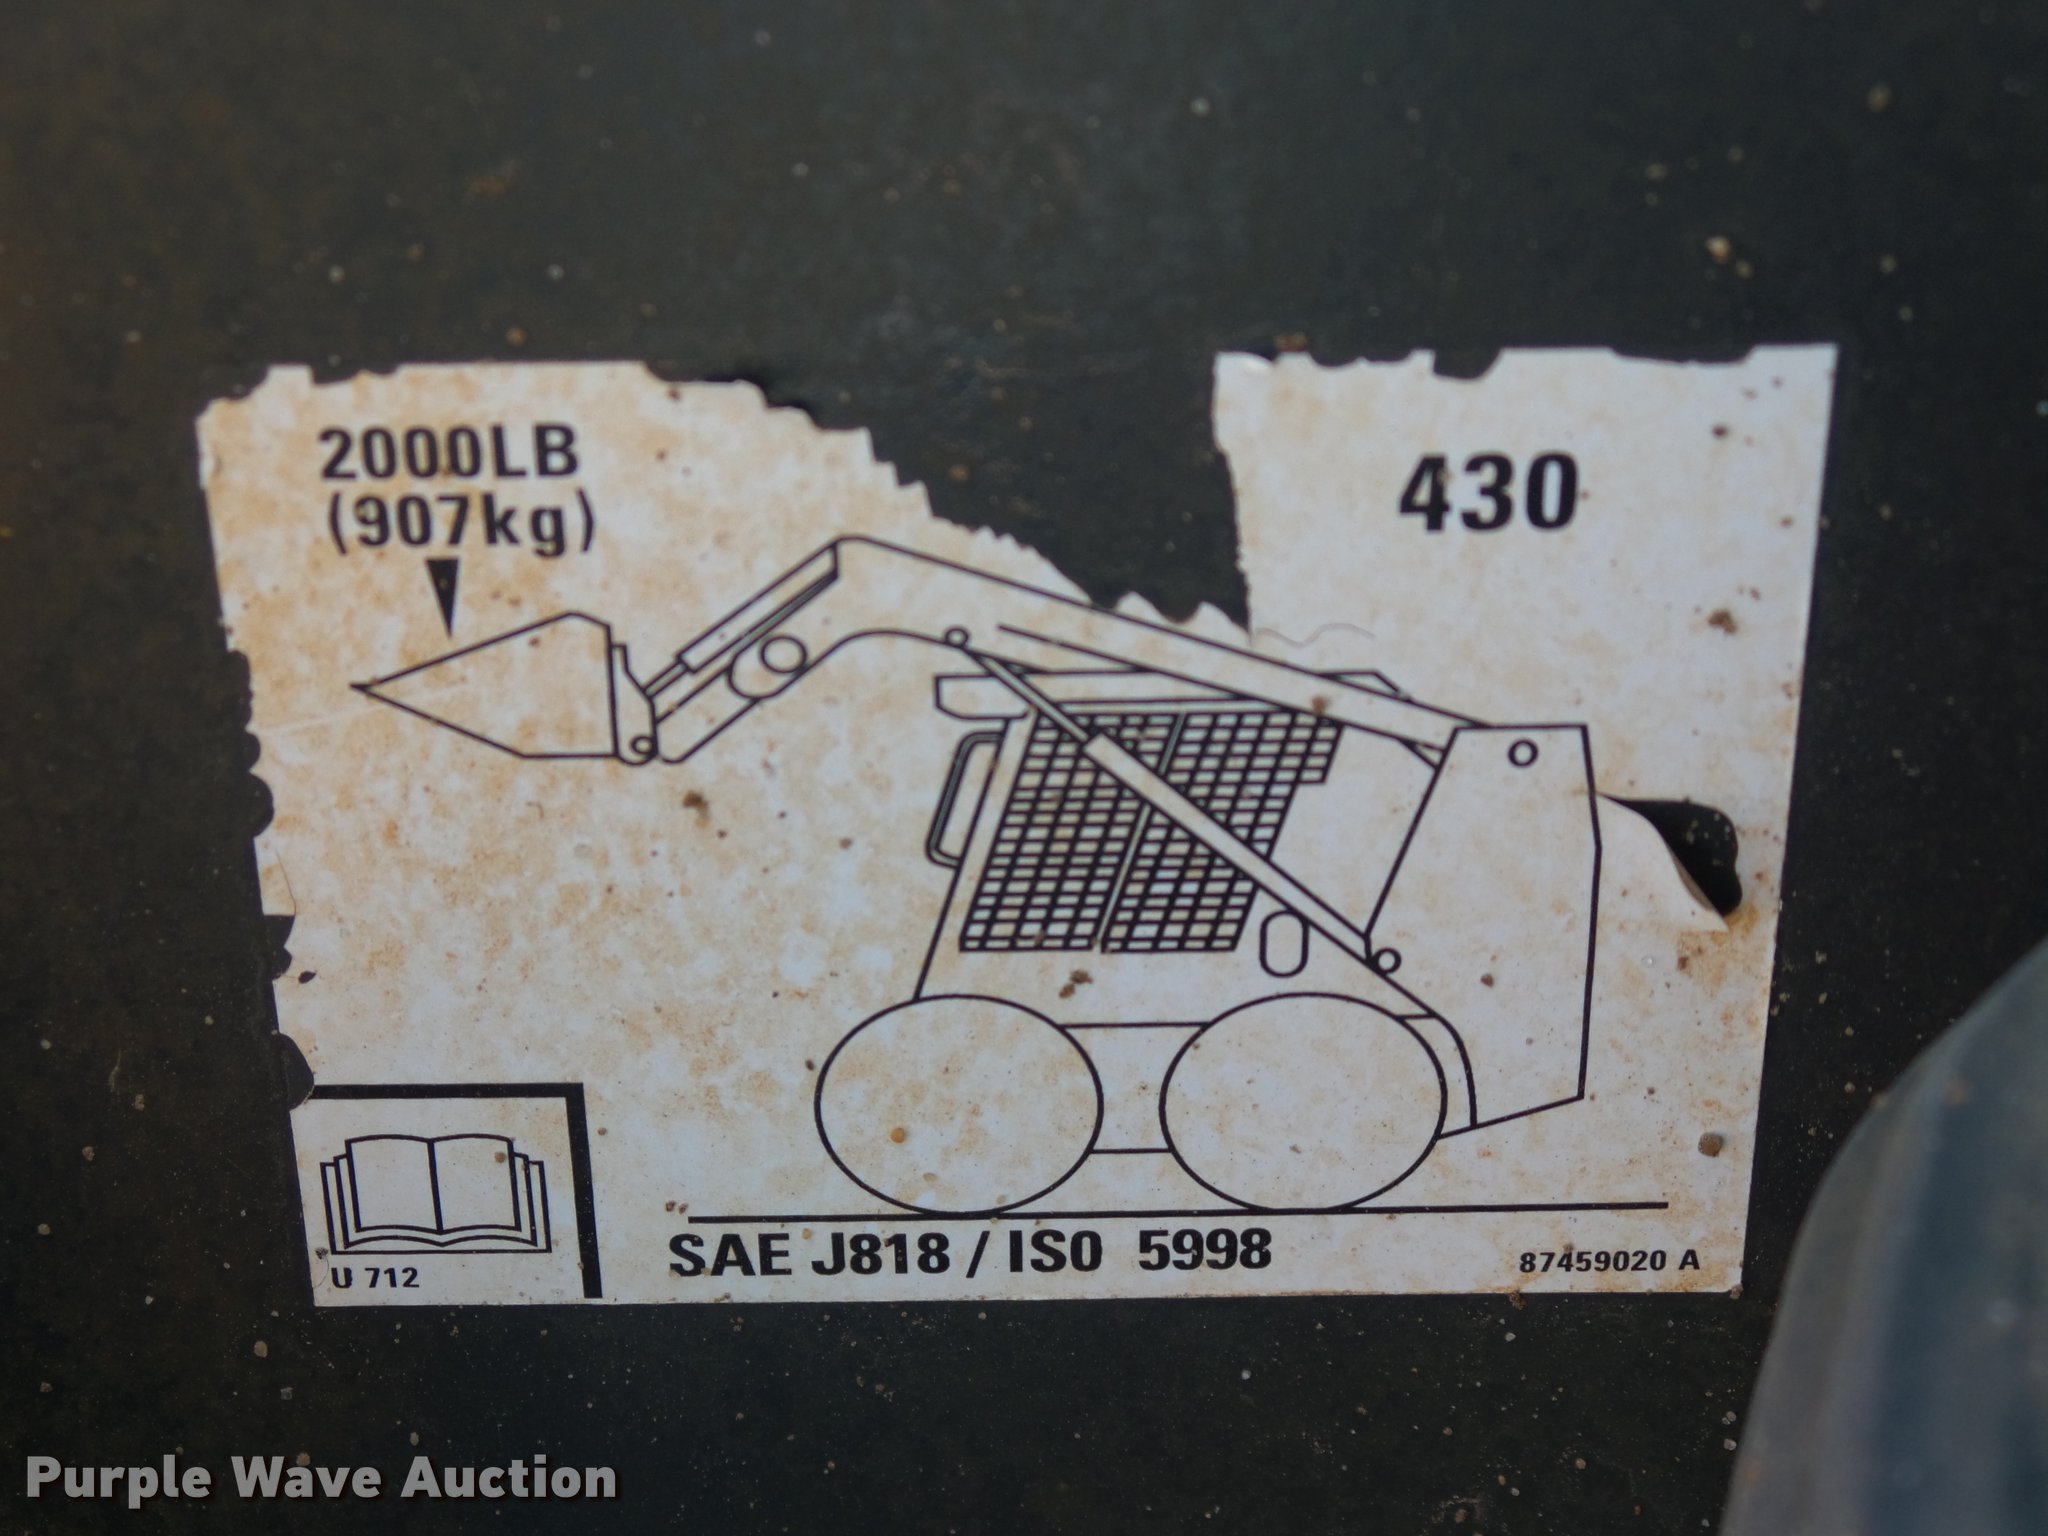 2000LB
(907kg)
430
U 712
SAE J818 / ISO 5998
87459020 A
Purple Wave Auction